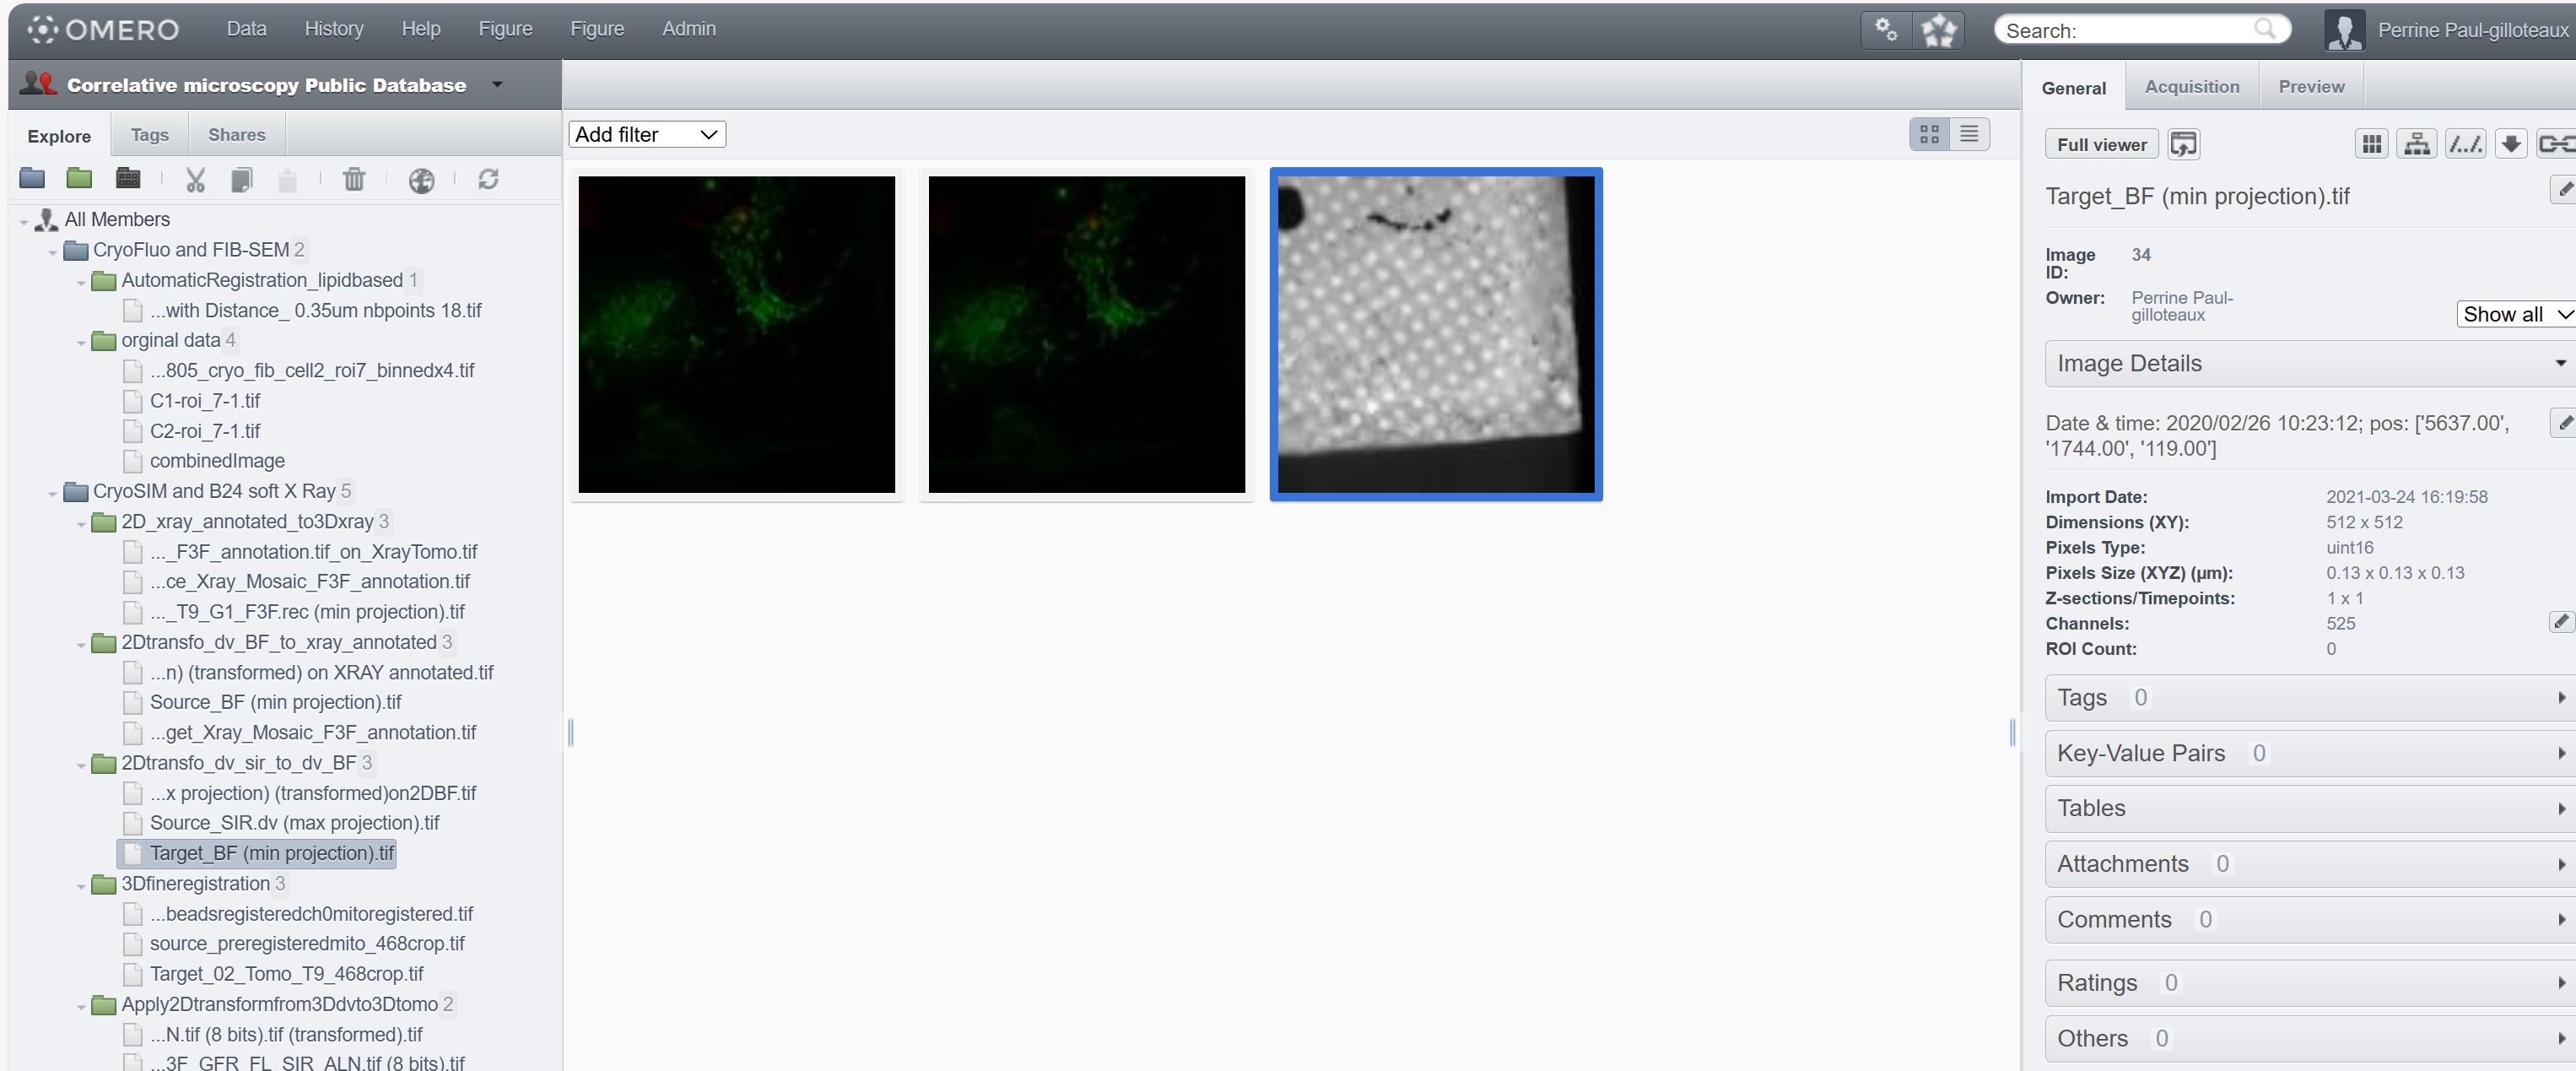 OMERO Data History Help Figure Figure Admin Search: Perrine Paul-gilloteaux
Correlative microscopy Public Database
Explore Tags Shares
All Members
CryoFluo and FIB-SEM 2
AutomaticRegistration_lipidbased 1
...with Distance_ 0.35um nbpoints 18.tif
orginal data 4
...805_cryo_fib_cell2_roi7_binnedx4.tif
C1-roi_7-1.tif
C2-roi_7-1.tif
combinedImage
CryoSIM and B24 soft X Ray 5
2D_xray_annotated_to3Dxray 3
..._F3F_annotation.tif_on_XrayTomo.tif
...ce_Xray_Mosaic_F3F_annotation.tif
..._T9_G1_F3F.rec (min projection).tif
2Dtransfo_dv_BF_to_xray_annotated 3
...n) (transformed) on XRAY annotated.tif
Source_BF (min projection).tif
...get_Xray_Mosaic_F3F_annotation.tif
2Dtransfo_dv_sir_to_dv_BF 3
...x projection) (transformed)on2DBF.tif
Source_SIR.dv (max projection).tif
Target_BF (min projection).tif
3Dfineregistration 3
...beadsregisteredch0mitoregistered.tif
source_preregisteredmito_468crop.tif
Target_02_Tomo_T9_468crop.tif
Apply2Dtransformfrom3Ddvto3Dtomo 2
...N.tif (8 bits).tif (transformed).tif
...3F_GFR_FL_SIR_ALN.tif (8 bits).tif
Add filter
General Acquisition Preview
Full viewer
Target_BF (min projection).tif
Image ID: 34
Owner: Perrine Paul-
gilloteaux
Show all
Image Details
Date & time: 2020/02/26 10:23:12; pos: ['5637.00',
'1744.00', '119.00']
Import Date: 2021-03-24 16:19:58
Dimensions (XY): 512 x 512
Pixels Type: uint16
Pixels Size (XYZ) (µm): 0.13 x 0.13 x 0.13
Z-sections/Timepoints: 1 x 1
Channels: 525
ROI Count: 0
Tags 0
Key-Value Pairs 0
Tables
Attachments 0
Comments 0
Ratings 0
Others 0